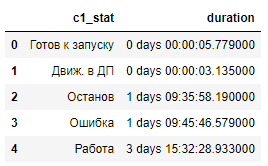 c1_stat duration
0 Готов к запуску 0 days 00:00:05.779000
1 Движ. в ДП 0 days 00:00:03.135000
2 Останов 1 days 09:35:58.190000
3 Ошибка 1 days 09:45:46.579000
4 Работа 3 days 15:32:28.933000